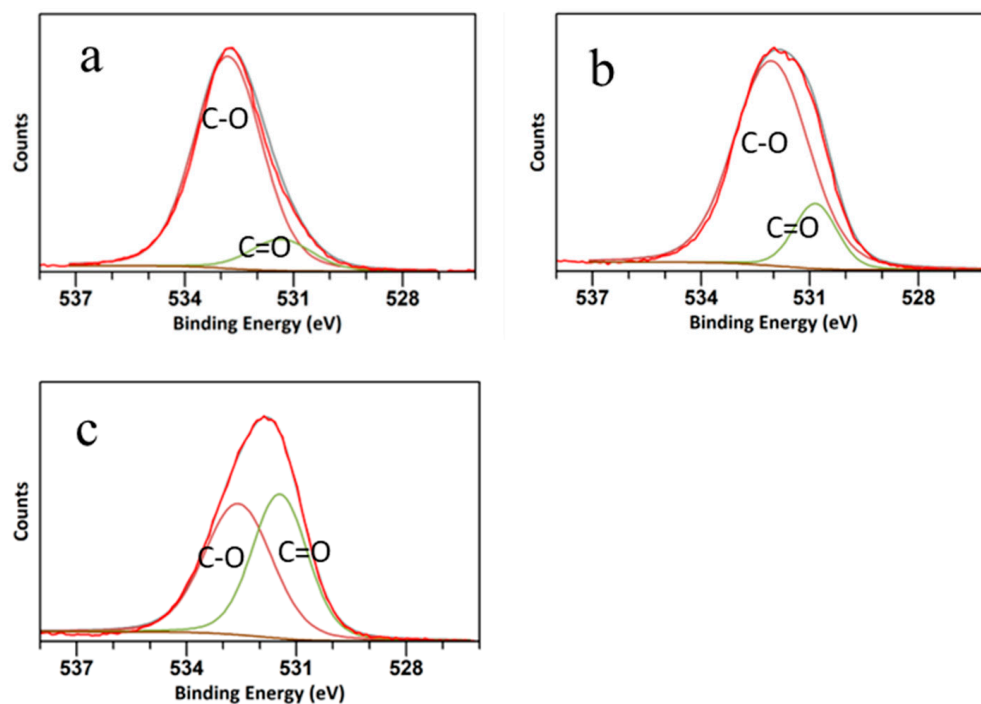 a
C-O
C=O
Counts
537 534 531 528
Binding Energy (eV)
b
C-O
C=O
Counts
537 534 531 528
Binding Energy (eV)
c
C-O
C=O
Counts
537 534 531 528
Binding Energy (eV)